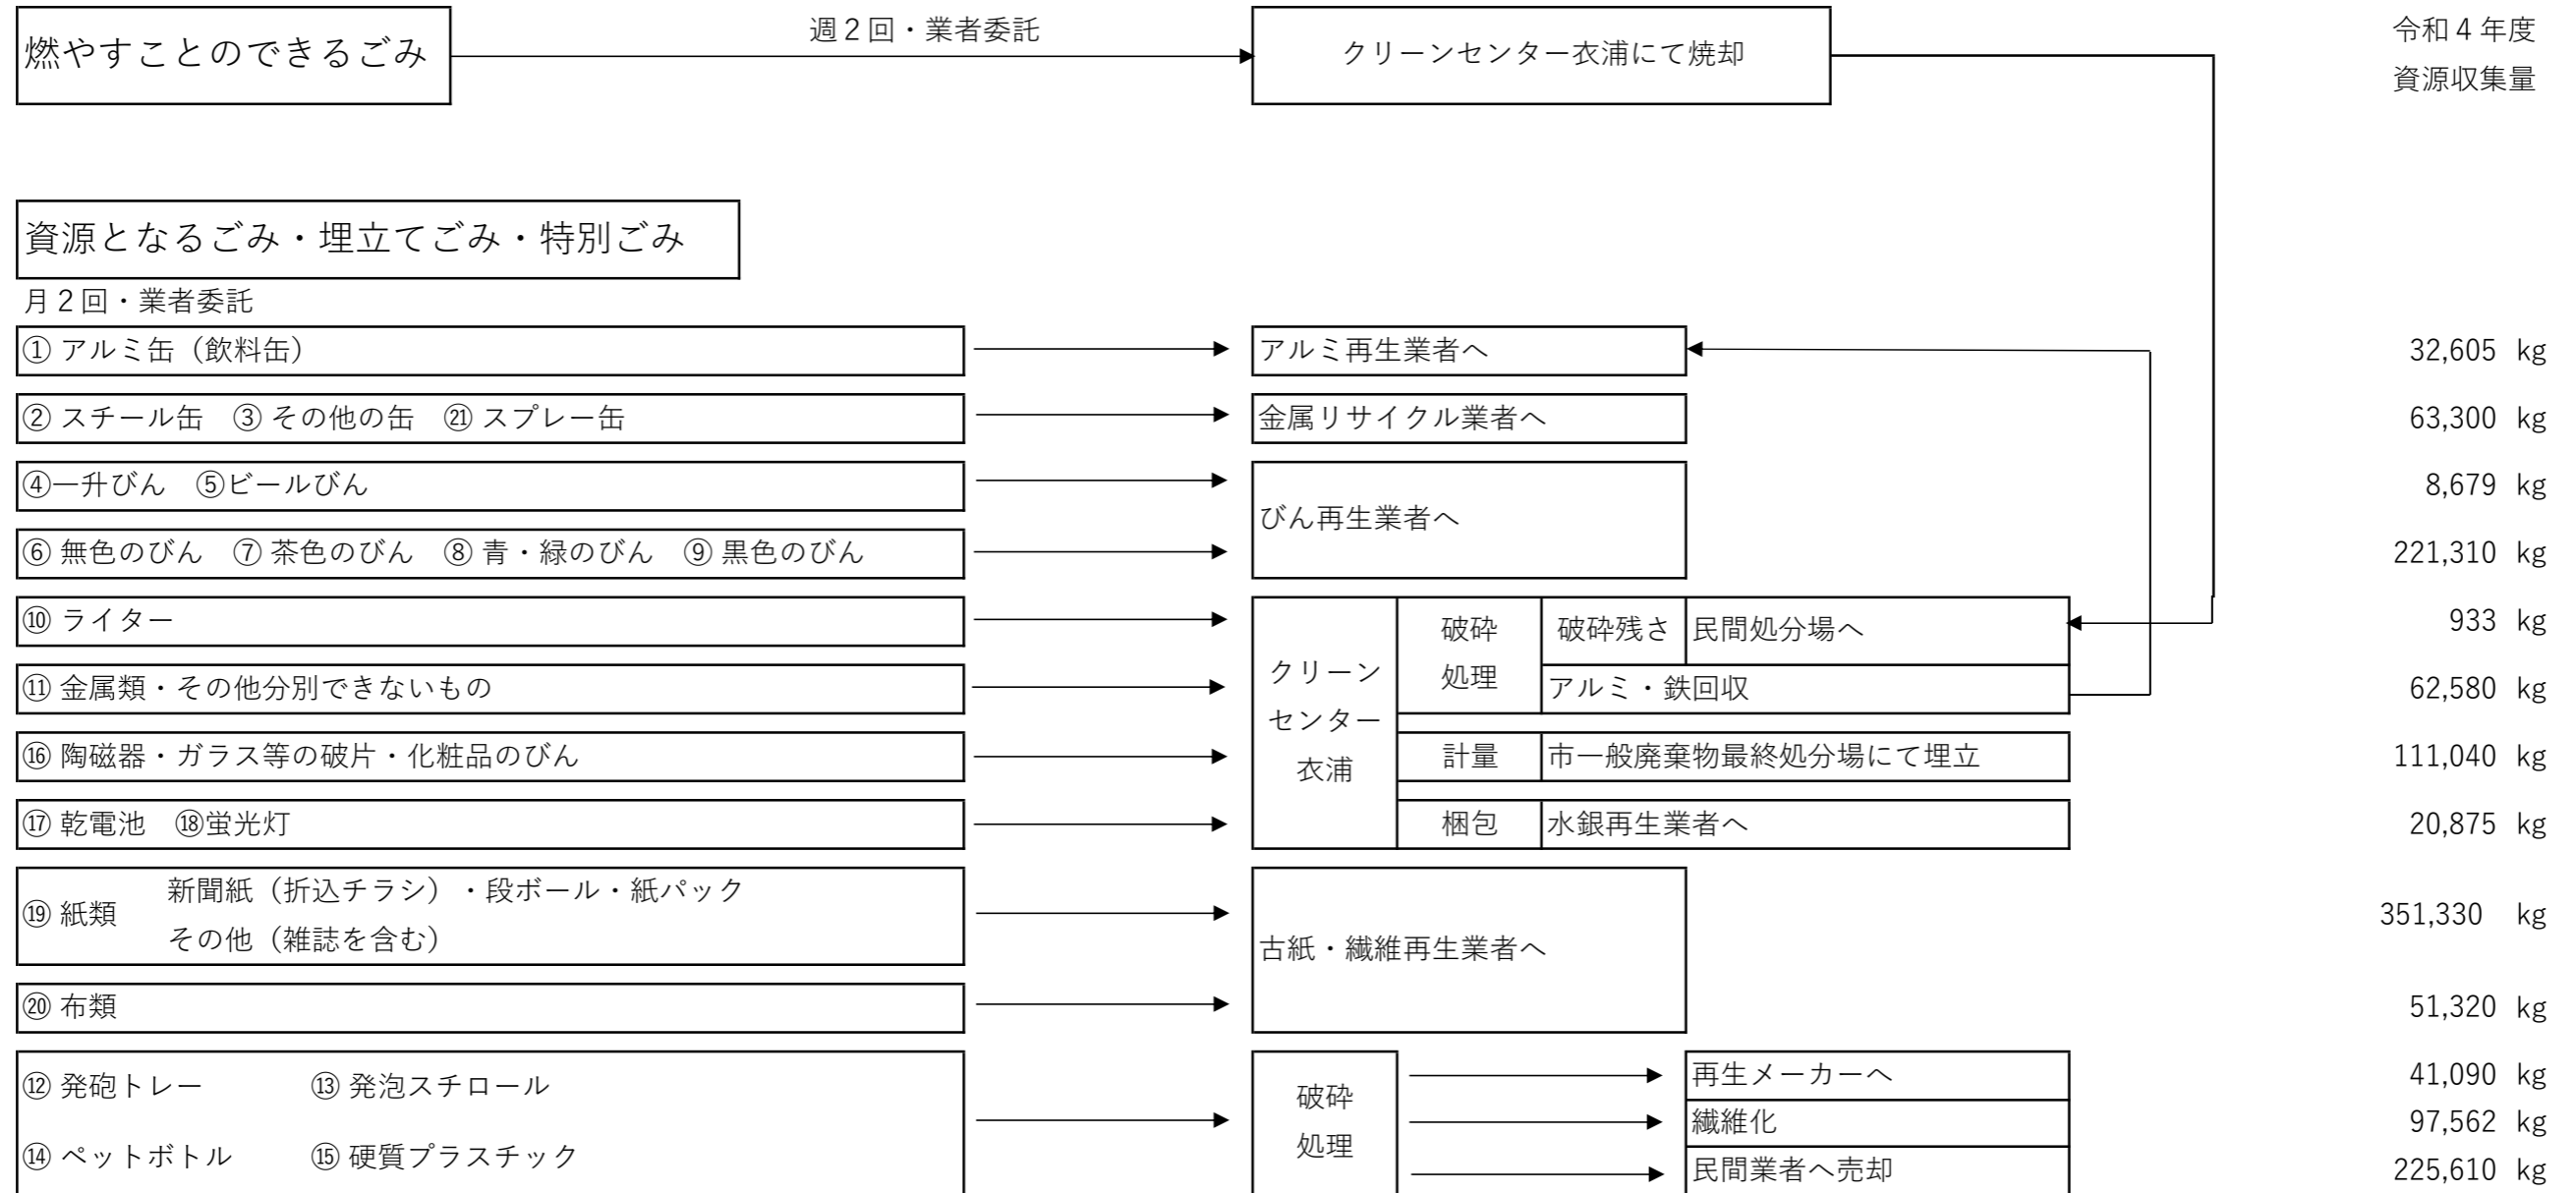 燃やすことのできるごみ
週2回・業者委託
クリーンセンター衣浦にて焼却
令和4年度
資源収集量
資源となるごみ・埋立てごみ・特別ごみ
月2回・業者委託
① アルミ缶（飲料缶）
アルミ再生業者へ
32,605 kg
② スチール缶　③ その他の缶　㉑ スプレー缶
金属リサイクル業者へ
63,300 kg
④一升びん　⑤ビールびん
8,679 kg
びん再生業者へ
⑥ 無色のびん　⑦ 茶色のびん　⑧ 青・緑のびん　⑨ 黒色のびん
221,310 kg
⑩ ライター
クリーン
センター
衣浦
破砕
処理
破砕残さ
民間処分場へ
933 kg
⑪ 金属類・その他分別できないもの
アルミ・鉄回収
62,580 kg
⑯ 陶磁器・ガラス等の破片・化粧品のびん
計量
市一般廃棄物最終処分場にて埋立
111,040 kg
⑰ 乾電池　⑱蛍光灯
梱包
水銀再生業者へ
20,875 kg
⑲ 紙類
新聞紙（折込チラシ）・段ボール・紙パック
その他（雑誌を含む）
351,330 kg
古紙・繊維再生業者へ
⑳ 布類
51,320 kg
⑫ 発砲トレー　⑬ 発泡スチロール
破砕
処理
再生メーカーへ
41,090 kg
繊維化
97,562 kg
⑭ ペットボトル　⑮ 硬質プラスチック
民間業者へ売却
225,610 kg